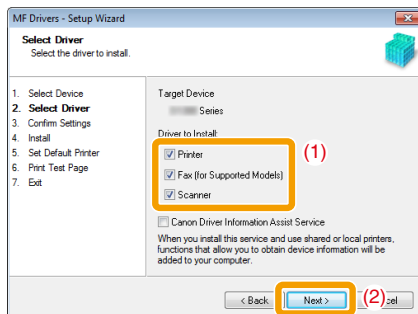 MF Drivers - Setup Wizard
Select Driver
Select the driver to install.
1. Select Device
2. Select Driver
3. Confirm Settings
4. Install
5. Set Default Printer
6. Print Test Page
7. Exit
Target Device
Series
Driver to Install:
Printer
Fax (for Supported Models)
Scanner
(1)
Canon Driver Information Assist Service
When you install this service and use shared or local printers,
functions that allow you to obtain device information will be
added to your computer.
< Back
Next >
(2)